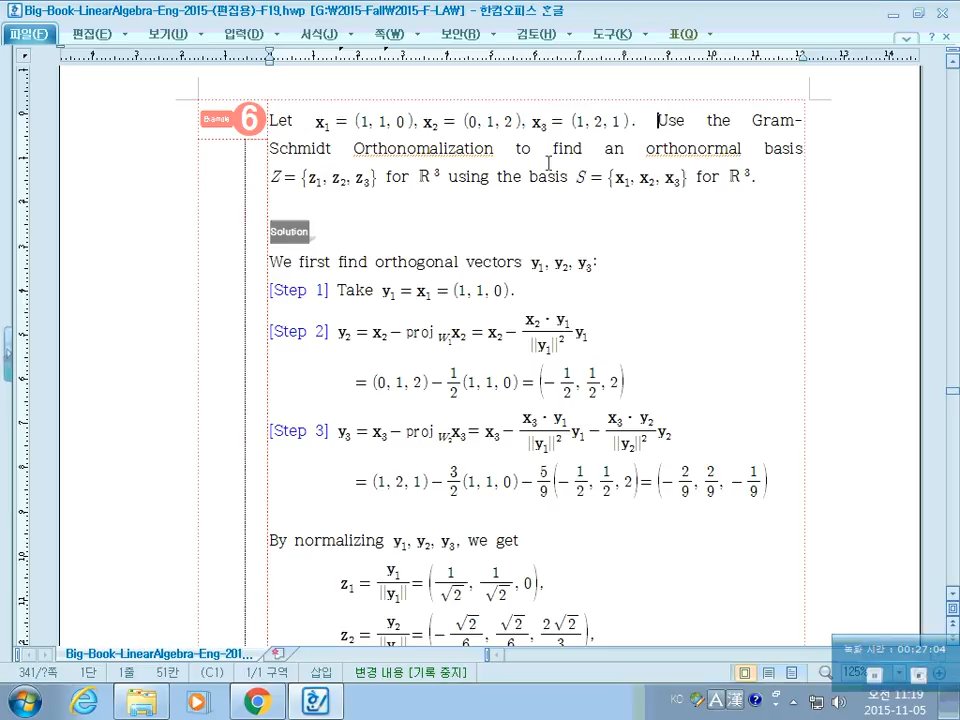 Big-Book-LinearAlgebra-Eng-2015-(편집용)-F19.hwp [G:₩2015-Fall₩2015-F-LAW] - 한컴오피스 한글
파일(F) 편집(E) 보기(U) 입력(D) 서식(J) 쪽(W) 보안(B) 검토(H) 도구(K) 표(Q)
Example 6 Let x₁ = (1, 1, 0), x₂ = (0, 1, 2), x₃ = (1, 2, 1). Use the Gram-
Schmidt Orthonomalization to find an orthonormal basis
Z = {z₁, z₂, z₃} for ℝ³ using the basis S = {x₁, x₂, x₃} for ℝ³.
Solution
We first find orthogonal vectors y₁, y₂, y₃:
[Step 1] Take y₁ = x₁ = (1, 1, 0).
[Step 2] y₂ = x₂ − proj_W₁ x₂ = x₂ − (x₂ · y₁)/||y₁||² y₁
= (0, 1, 2) − 1/2 (1, 1, 0) = (−1/2, 1/2, 2)
[Step 3] y₃ = x₃ − proj_W₂ x₃ = x₃ − (x₃ · y₁)/||y₁||² y₁ − (x₃ · y₂)/||y₂||² y₂
= (1, 2, 1) − 3/2 (1, 1, 0) − 5/9 (−1/2, 1/2, 2) = (−2/9, 2/9, −1/9)
By normalizing y₁, y₂, y₃, we get
z₁ = y₁/||y₁|| = (1/√2, 1/√2, 0),
z₂ = y₂/||y₂|| = (−√2/6, √2/6, 2√2/3),
Big-Book-LinearAlgebra-Eng-201...
341/?쪽 1단 1줄 51칸 (C1) 1/1 구역 삽입 변경 내용 [기록 중지] 125%
녹화 시간 : 00:27:04
KC A 漢
오전 11:19
2015-11-05